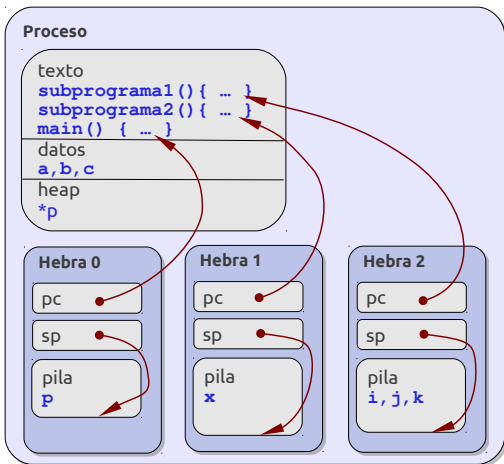 Proceso
texto
subprograma1(){ … }
subprograma2(){ … }
main() { … }
datos
a,b,c
heap
*p
Hebra 0
pc
sp
pila
p
Hebra 1
pc
sp
pila
x
Hebra 2
pc
sp
pila
i,j,k